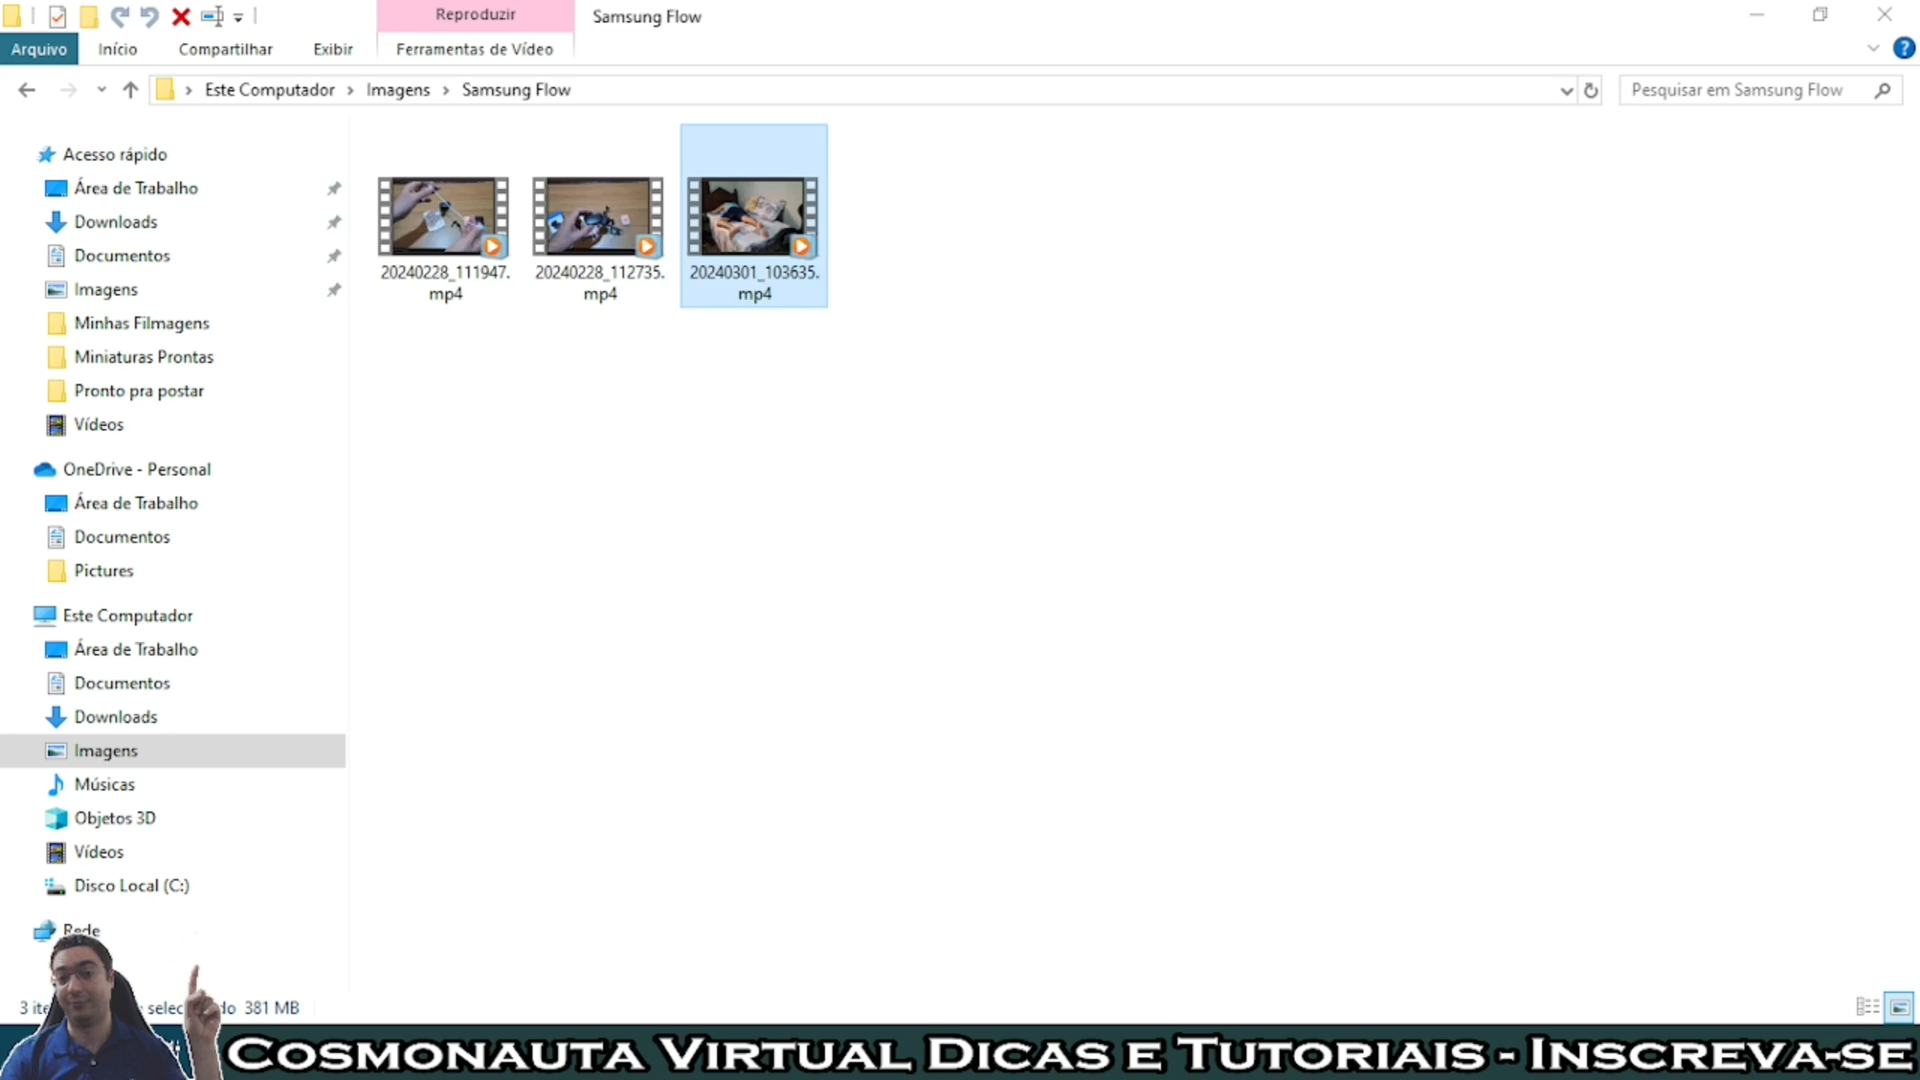 Reproduzir
Samsung Flow
Arquivo
Início
Compartilhar
Exibir
Ferramentas de Vídeo
Este Computador
Imagens
Samsung Flow
Pesquisar em Samsung Flow
Acesso rápido
Área de Trabalho
Downloads
Documentos
Imagens
Minhas Filmagens
Miniaturas Prontas
Pronto pra postar
Vídeos
OneDrive - Personal
Área de Trabalho
Documentos
Pictures
Este Computador
Área de Trabalho
Documentos
Downloads
Imagens
Músicas
Objetos 3D
Vídeos
Disco Local (C:)
Rede
20240228_111947.
mp4
20240228_112735.
mp4
20240301_103635.
mp4
3 381 MB
Cosmonauta Virtual Dicas e Tutoriais - Inscreva-se